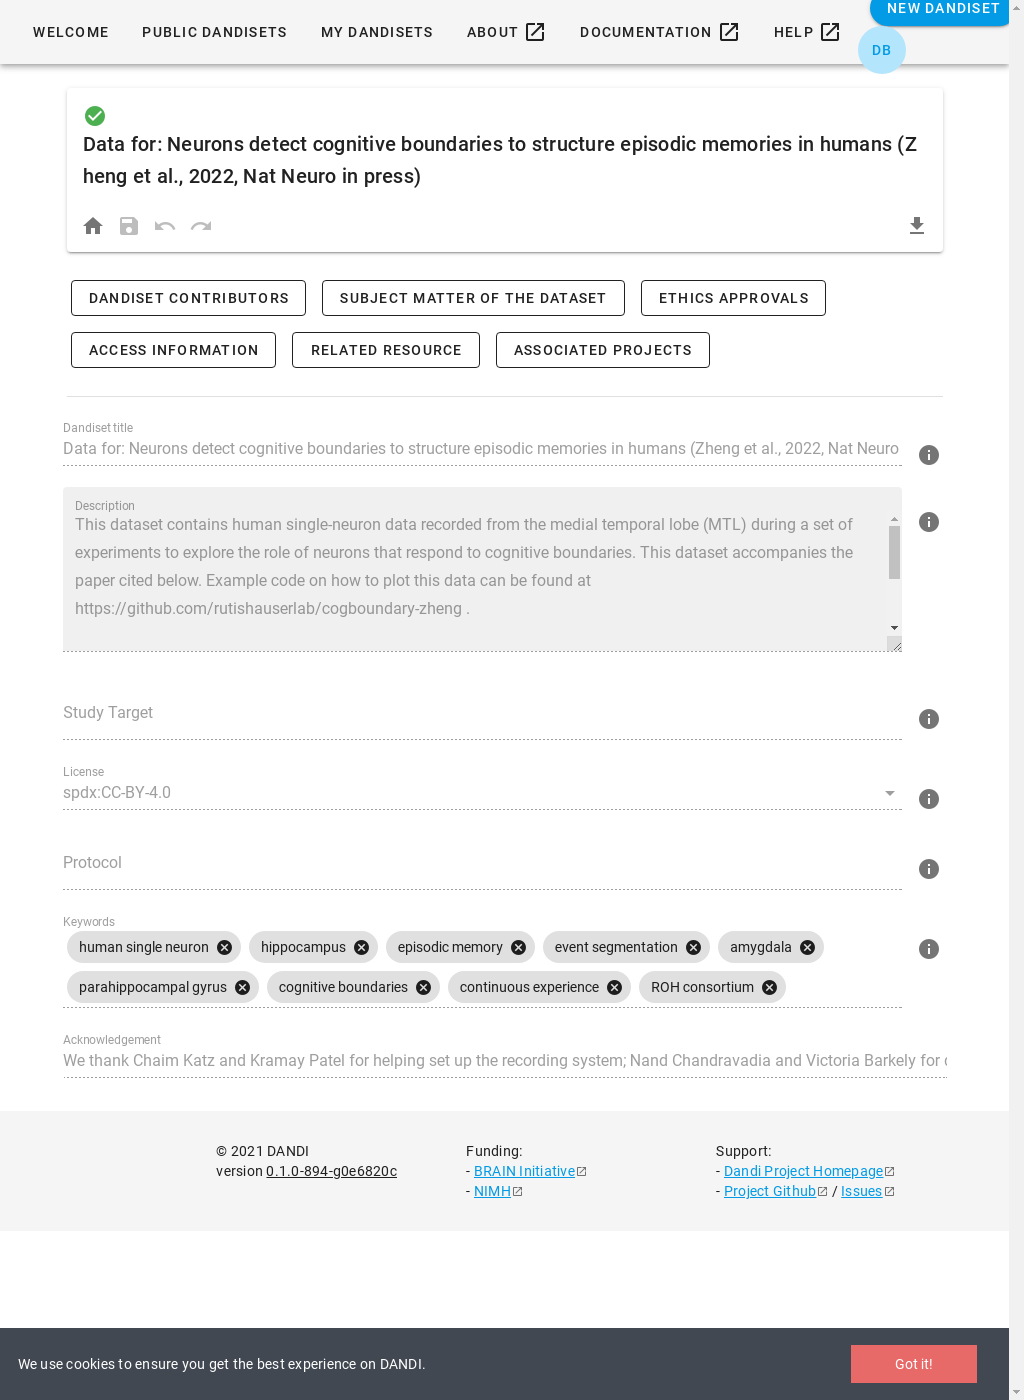 NEW DANDISET
WELCOME PUBLIC DANDISETS MY DANDISETS ABOUT DOCUMENTATION HELP
DB
Data for: Neurons detect cognitive boundaries to structure episodic memories in humans (Z
heng et al., 2022, Nat Neuro in press)
DANDISET CONTRIBUTORS SUBJECT MATTER OF THE DATASET ETHICS APPROVALS
ACCESS INFORMATION RELATED RESOURCE ASSOCIATED PROJECTS
Dandiset title
Data for: Neurons detect cognitive boundaries to structure episodic memories in humans (Zheng et al., 2022, Nat Neuro
Description
This dataset contains human single-neuron data recorded from the medial temporal lobe (MTL) during a set of
experiments to explore the role of neurons that respond to cognitive boundaries. This dataset accompanies the
paper cited below. Example code on how to plot this data can be found at
https://github.com/rutishauserlab/cogboundary-zheng .
Study Target
License
spdx:CC-BY-4.0
Protocol
Keywords
human single neuron hippocampus episodic memory event segmentation amygdala
parahippocampal gyrus cognitive boundaries continuous experience ROH consortium
Acknowledgement
We thank Chaim Katz and Kramay Patel for helping set up the recording system; Nand Chandravadia and Victoria Barkely for
© 2021 DANDI Funding: Support:
version 0.1.0-894-g0e6820c - BRAIN Initiative - Dandi Project Homepage
- NIMH - Project Github / Issues
We use cookies to ensure you get the best experience on DANDI. Got it!